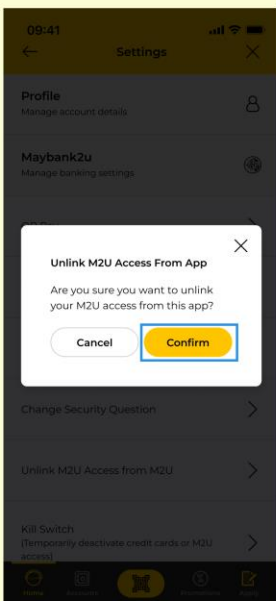 09:41
Settings
Profile
Manage account details
Maybank2u
Manage banking settings
Unlink M2U Access From App
Are you sure you want to unlink
your M2U access from this app?
Cancel
Confirm
Change Security Question
Unlink M2U Access from M2U
Kill Switch
(Temporarily deactivate credit cards or M2U
access)
Home